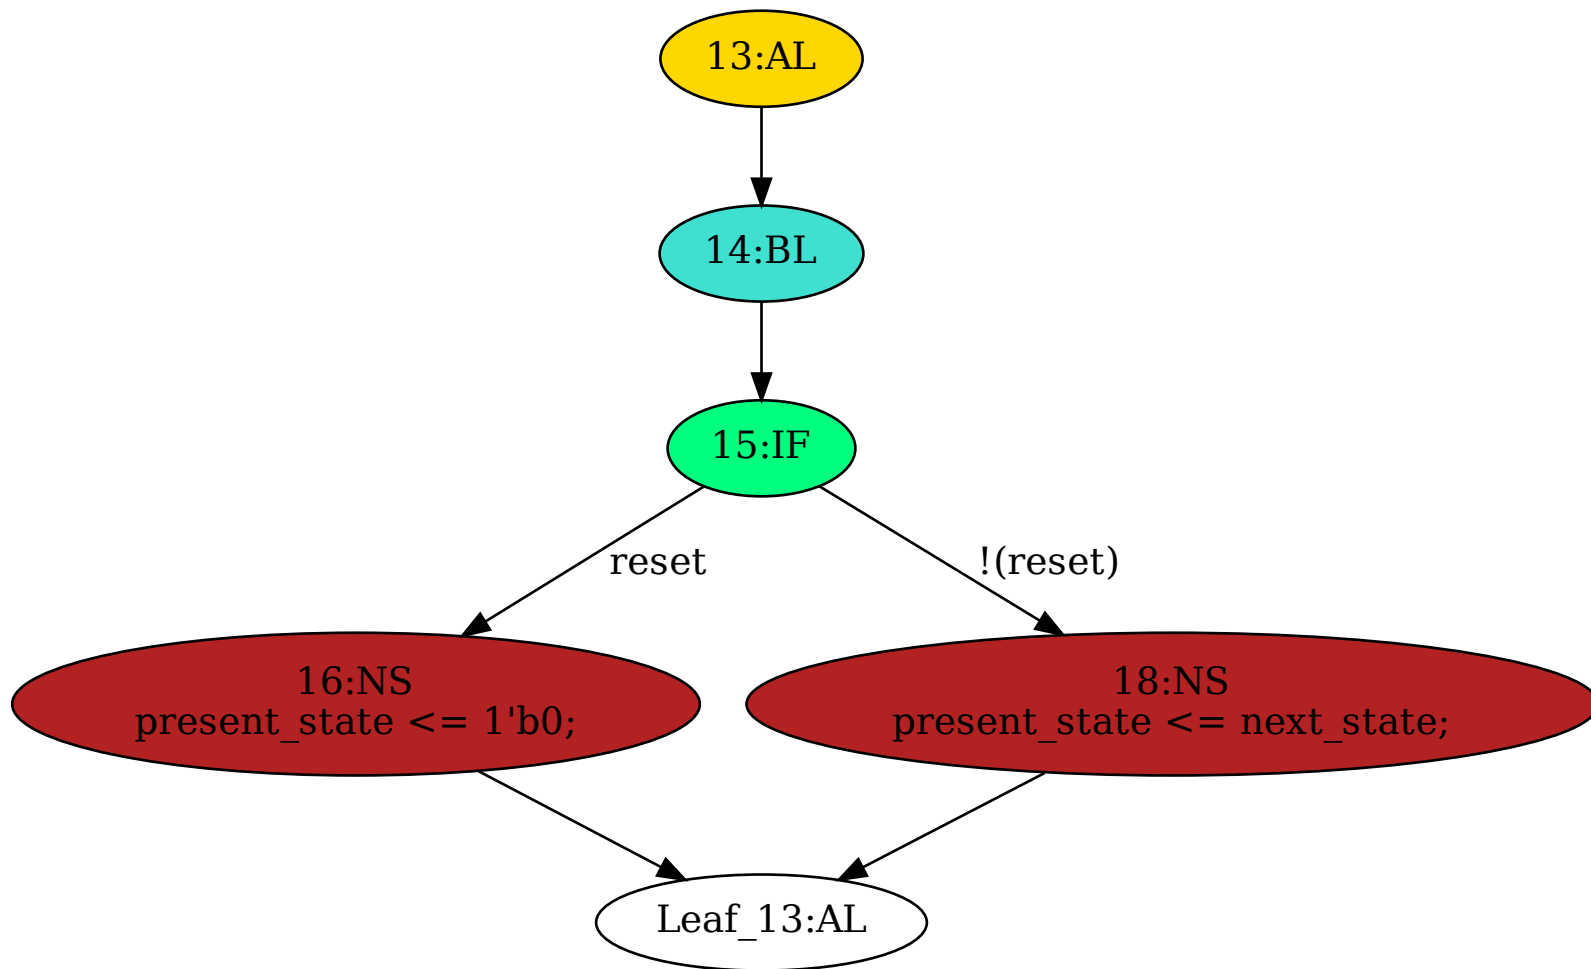 13:AL
14:BL
15:IF
reset
!(reset)
16:NS
present_state <= 1'b0;
18:NS
present_state <= next_state;
Leaf_13:AL